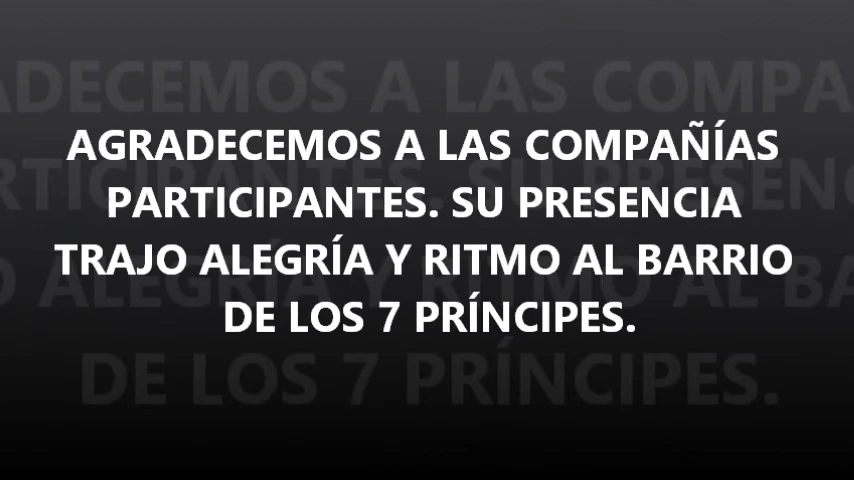 AGRADECEMOS A LAS COMPAÑÍAS
PARTICIPANTES. SU PRESENCIA
TRAJO ALEGRÍA Y RITMO AL BARRIO
DE LOS 7 PRÍNCIPES.